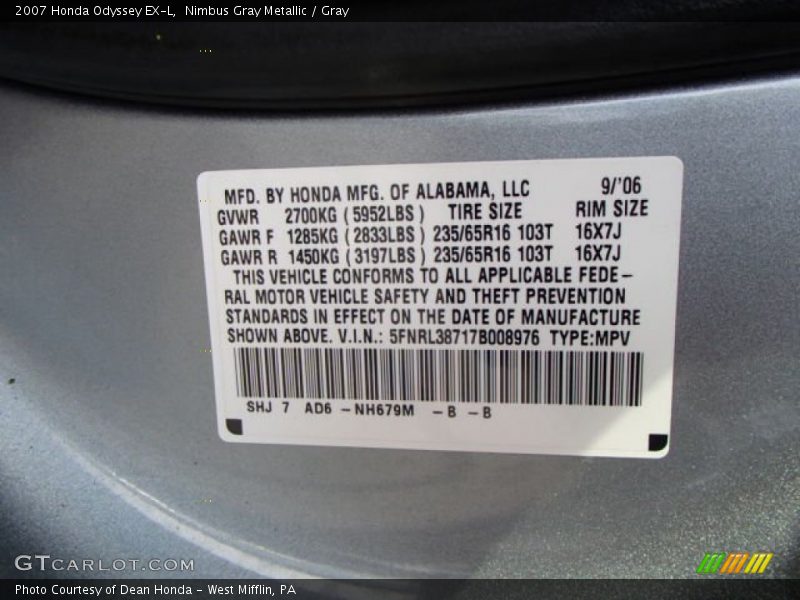 2007 Honda Odyssey EX-L, Nimbus Gray Metallic / Gray
MFD. BY HONDA MFG. OF ALABAMA, LLC 9/'06
GVWR 2700KG ( 5952LBS ) TIRE SIZE RIM SIZE
GAWR F 1285KG ( 2833LBS ) 235/65R16 103T 16X7J
GAWR R 1450KG ( 3197LBS ) 235/65R16 103T 16X7J
THIS VEHICLE CONFORMS TO ALL APPLICABLE FEDE-
RAL MOTOR VEHICLE SAFETY AND THEFT PREVENTION
STANDARDS IN EFFECT ON THE DATE OF MANUFACTURE
SHOWN ABOVE. V.I.N.: 5FNRL38717B008976 TYPE:MPV
SHJ 7 AD6 -NH679M -B -B
GTCARLOT.COM
Photo Courtesy of Dean Honda - West Mifflin, PA